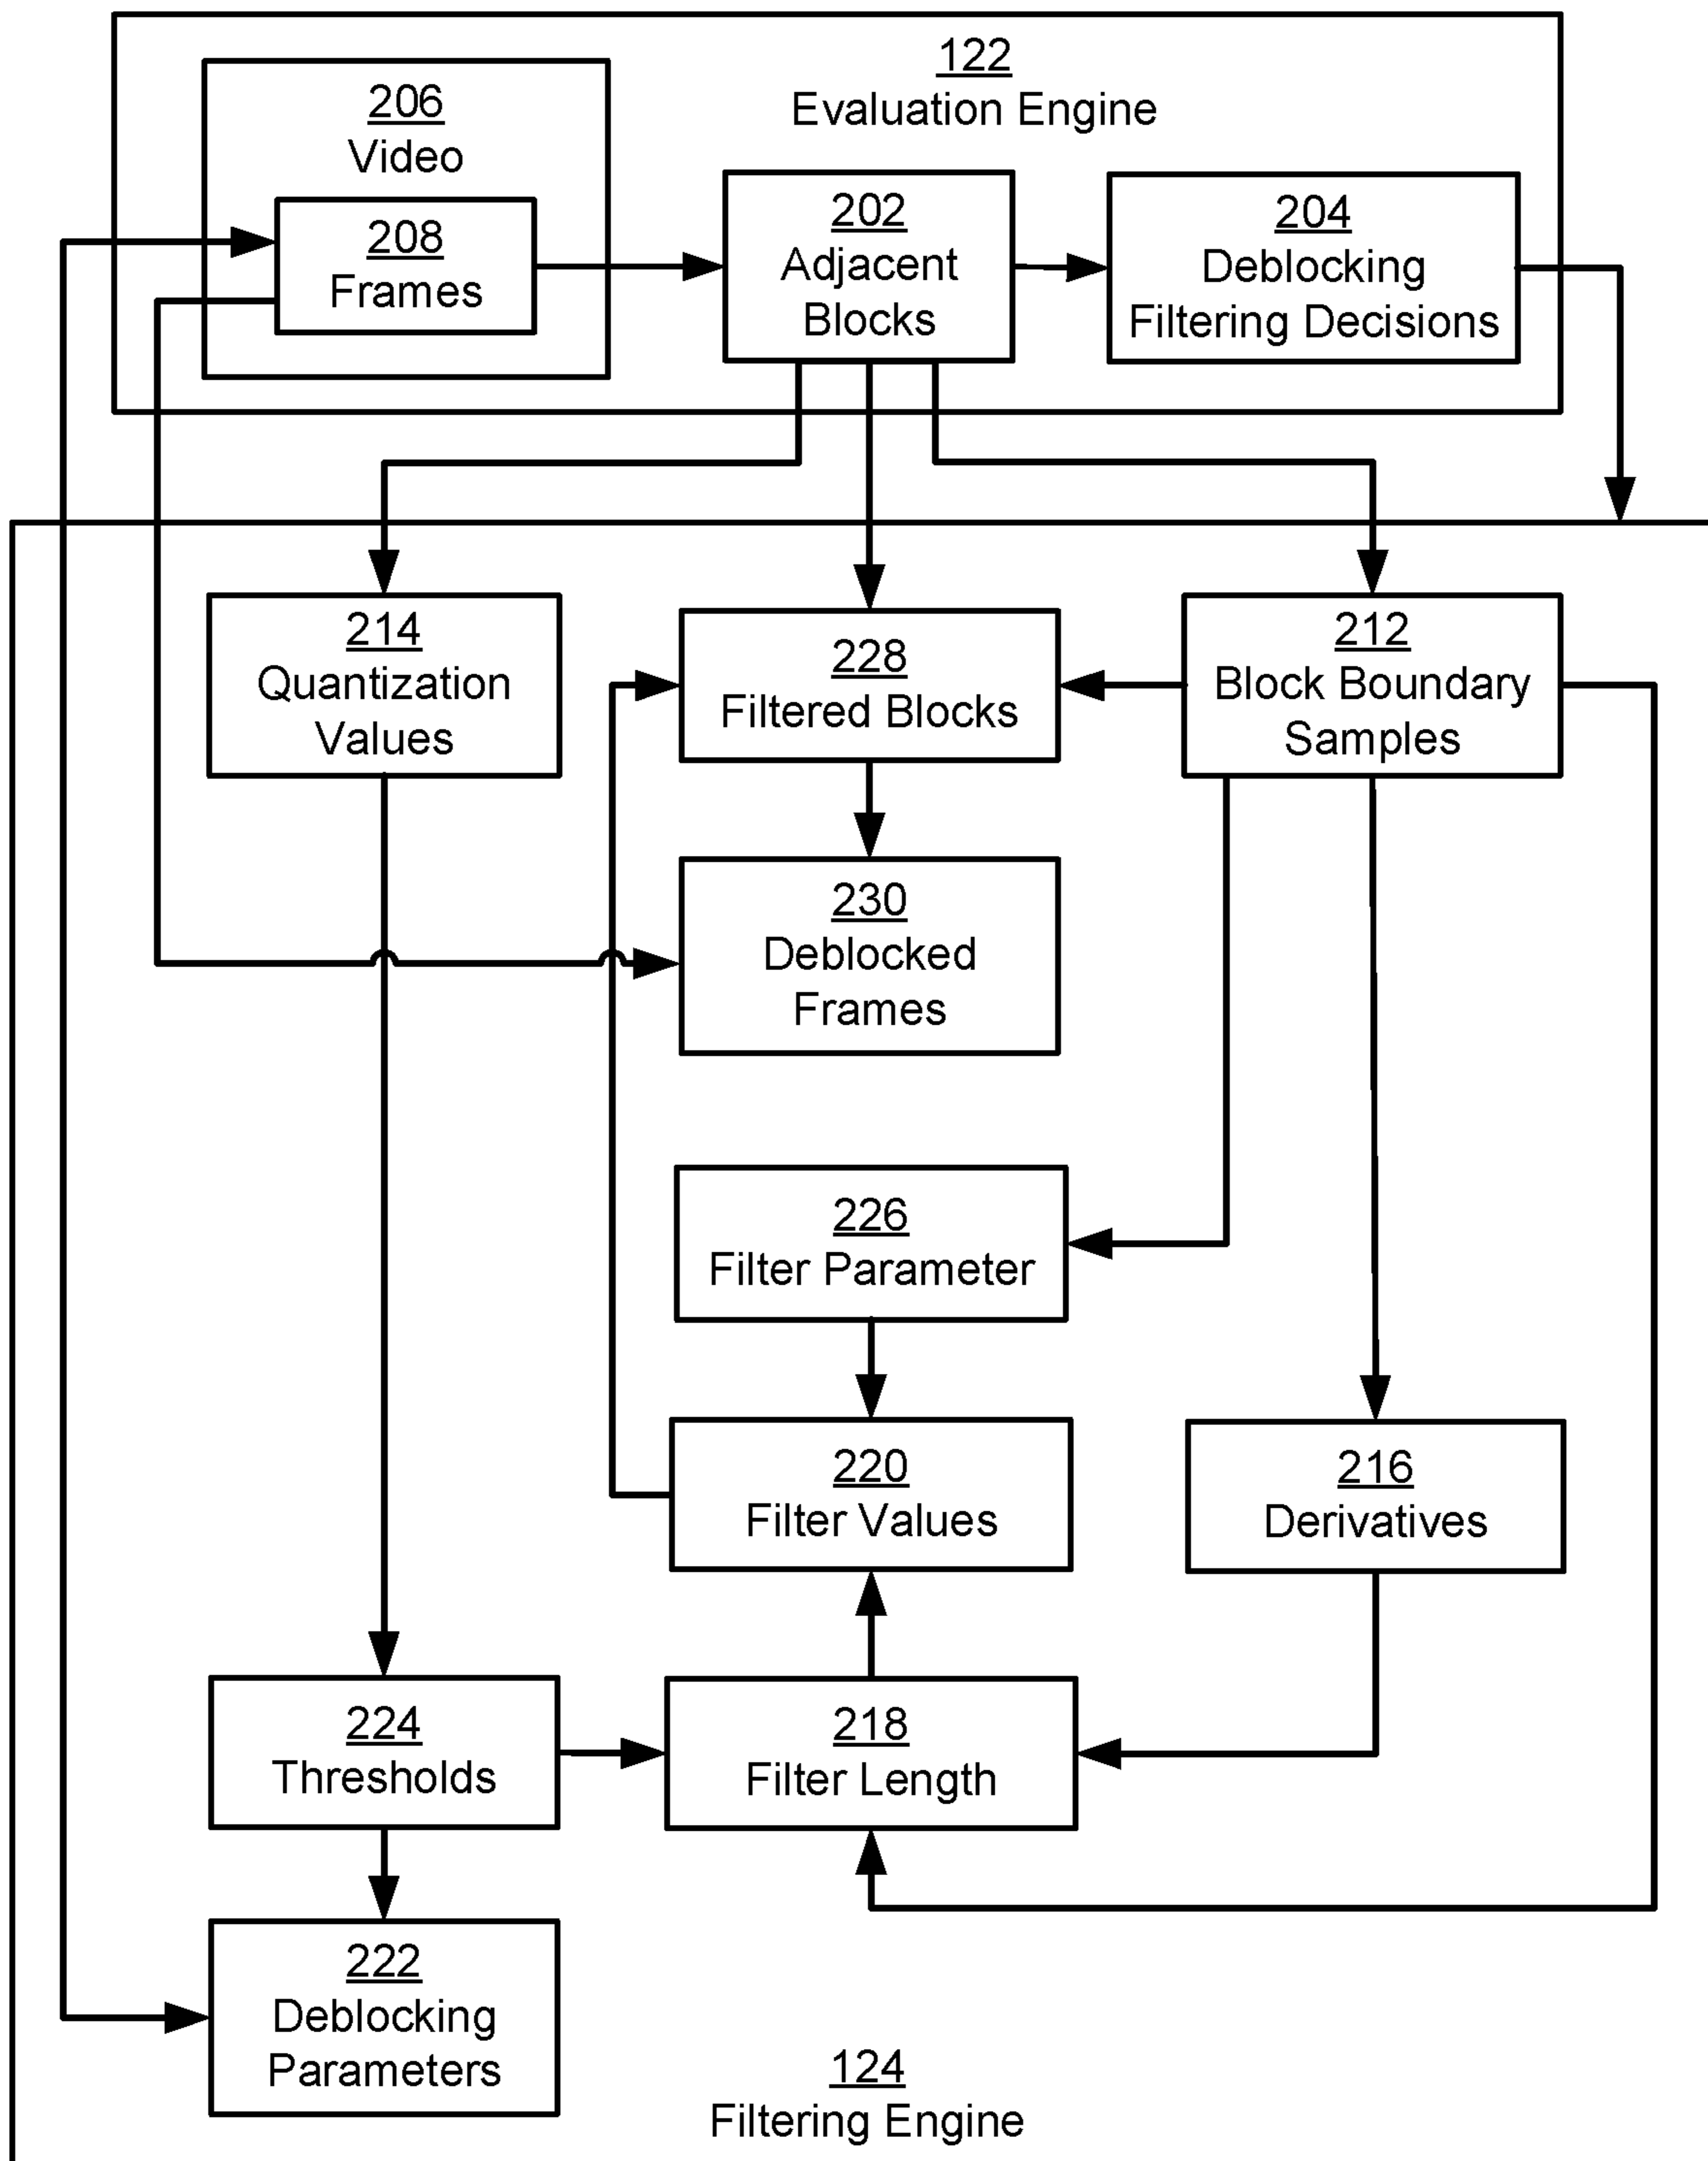 122
Evaluation Engine
206
Video
208
Frames
202
Adjacent
Blocks
204
Deblocking
Filtering Decisions
214
Quantization
Values
228
Filtered Blocks
212
Block Boundary
Samples
230
Deblocked
Frames
226
Filter Parameter
220
Filter Values
216
Derivatives
224
Thresholds
218
Filter Length
222
Deblocking
Parameters
124
Filtering Engine